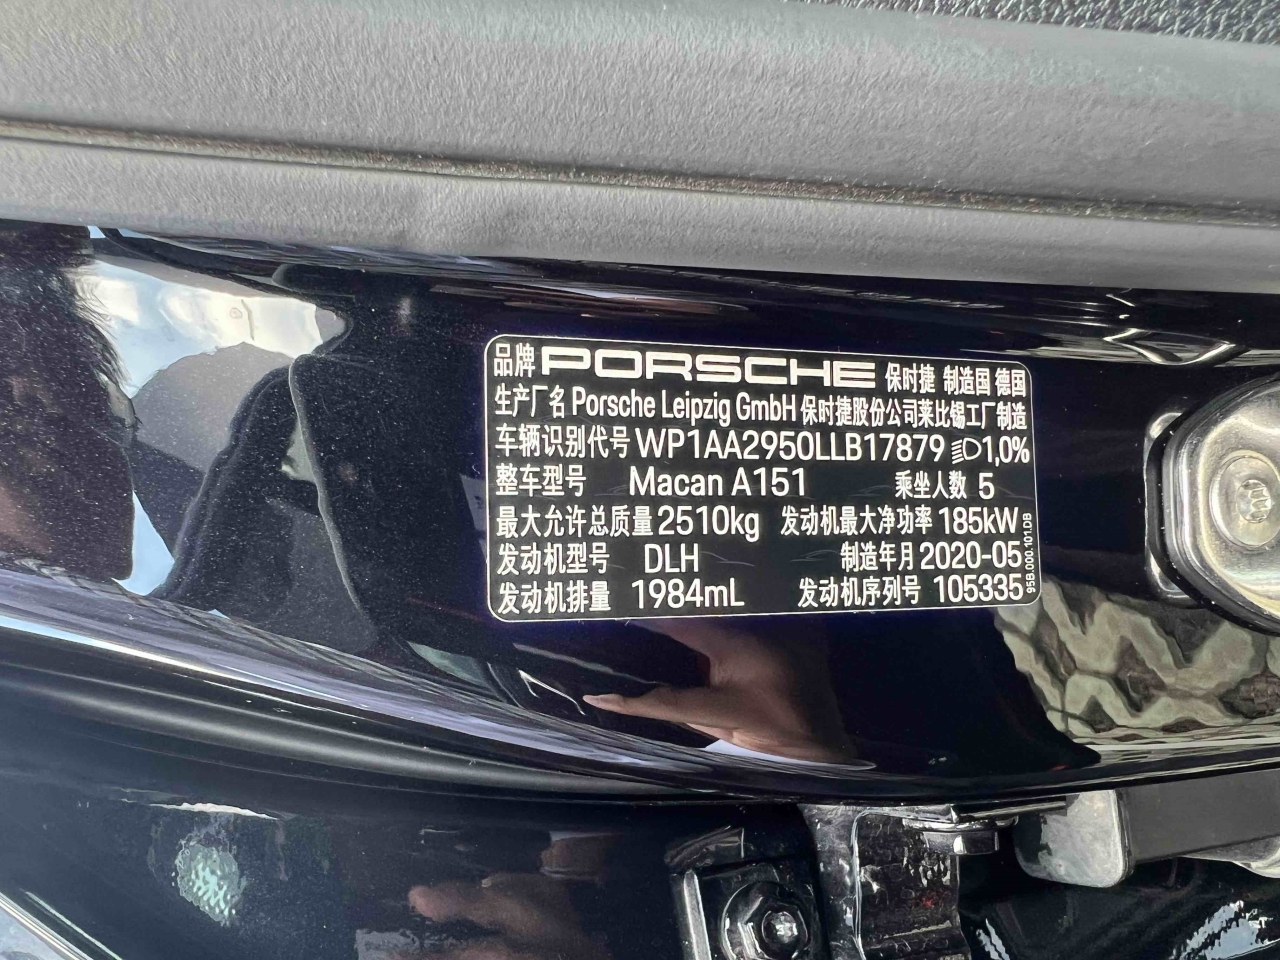 品牌 PORSCHE 保时捷 制造国 德国
生产厂名 Porsche Leipzig GmbH 保时捷股份公司莱比锡工厂制造
车辆识别代号 WP1AA2950LLB17879 1,0%
整车型号 Macan A151 乘坐人数 5
最大允许总质量 2510kg 发动机最大净功率 185kW
发动机型号 DLH 制造年月 2020-05
发动机排量 1984mL 发动机序列号 105335
95B.000.101.DB